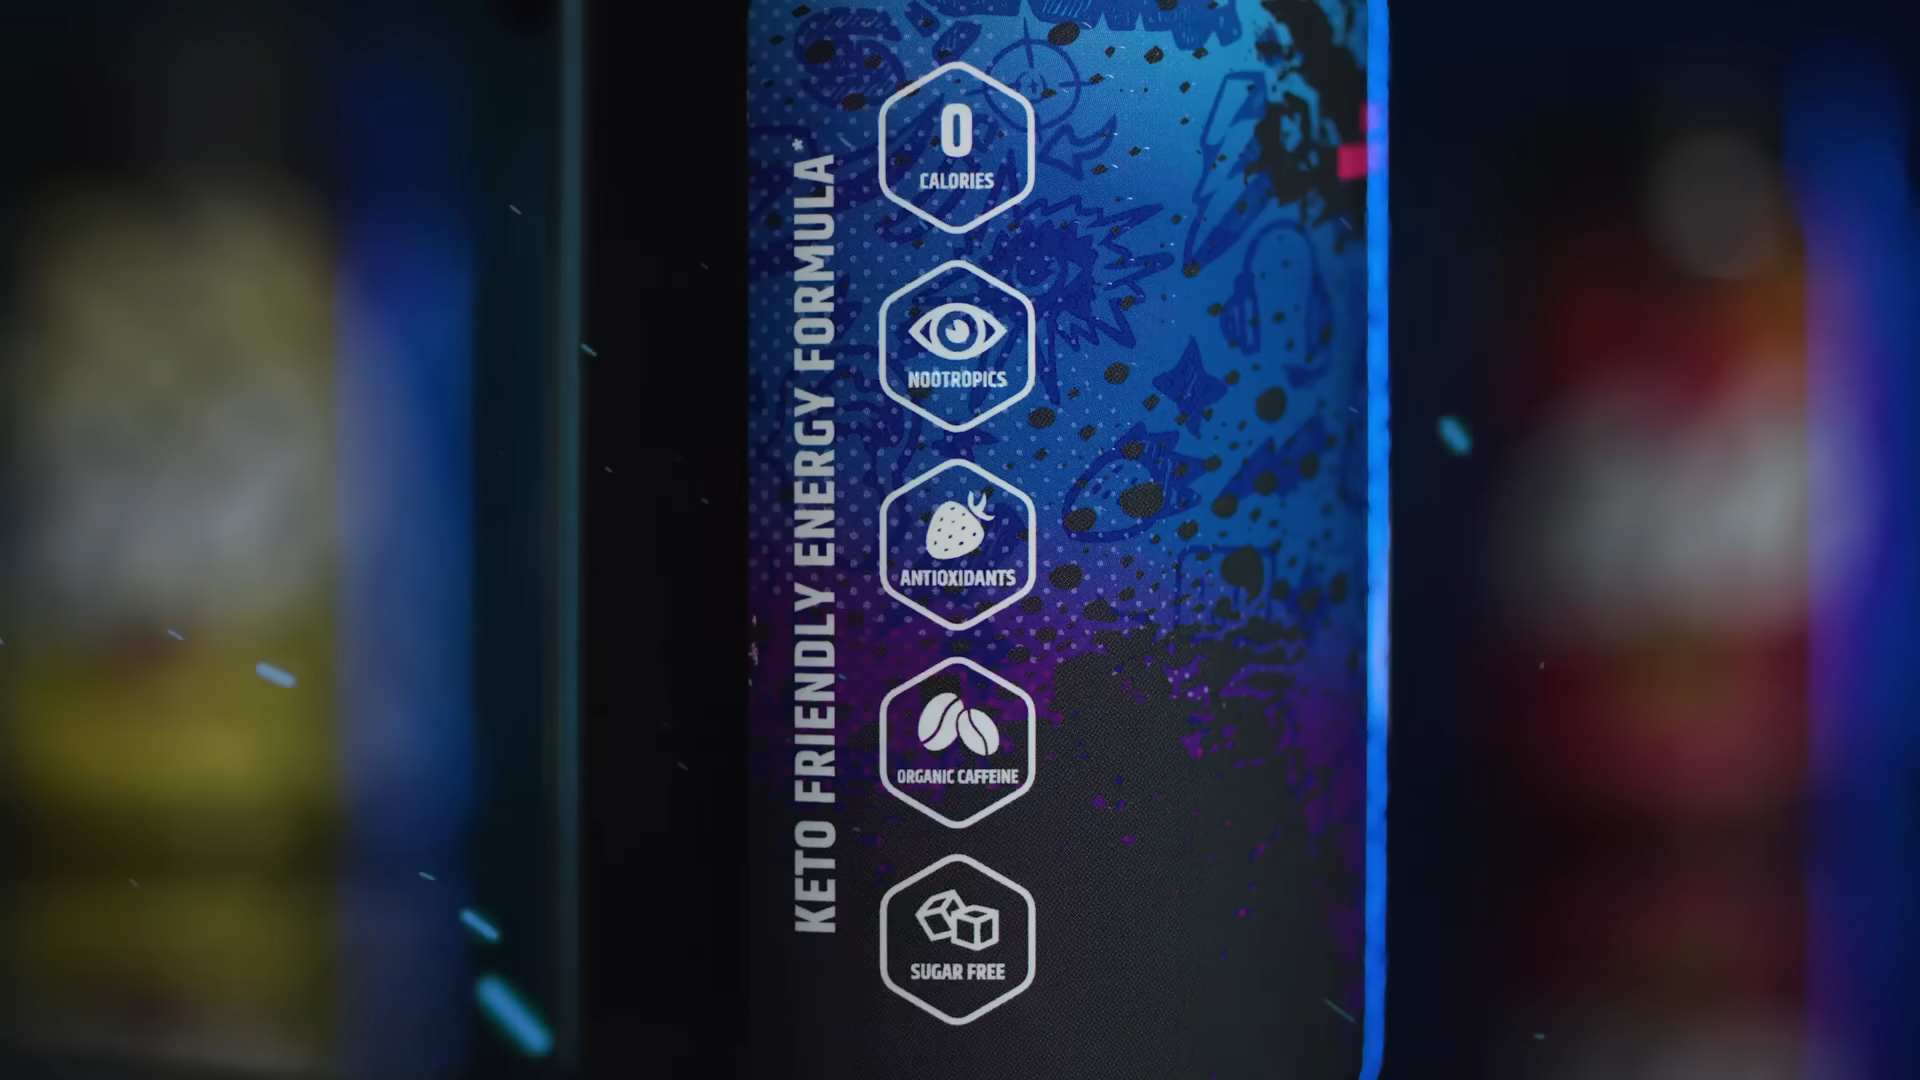 KETO FRIENDLY ENERGY FORMULA*
0
CALORIES
NOOTROPICS
ANTIOXIDANTS
ORGANIC CAFFEINE
SUGAR FREE